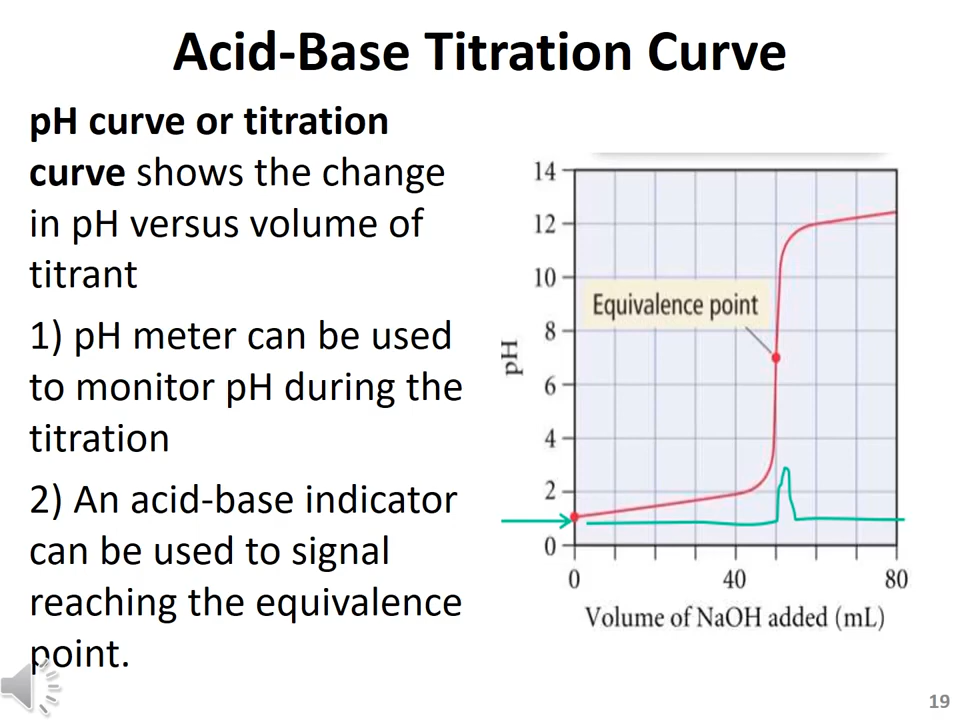 Acid-Base Titration Curve
pH curve or titration
curve shows the change
in pH versus volume of
titrant
1) pH meter can be used
to monitor pH during the
titration
2) An acid-base indicator
can be used to signal
reaching the equivalence
point.
14
12
10
Equivalence point
8
pH
6
4
2
0
0
40
80
Volume of NaOH added (mL)
19